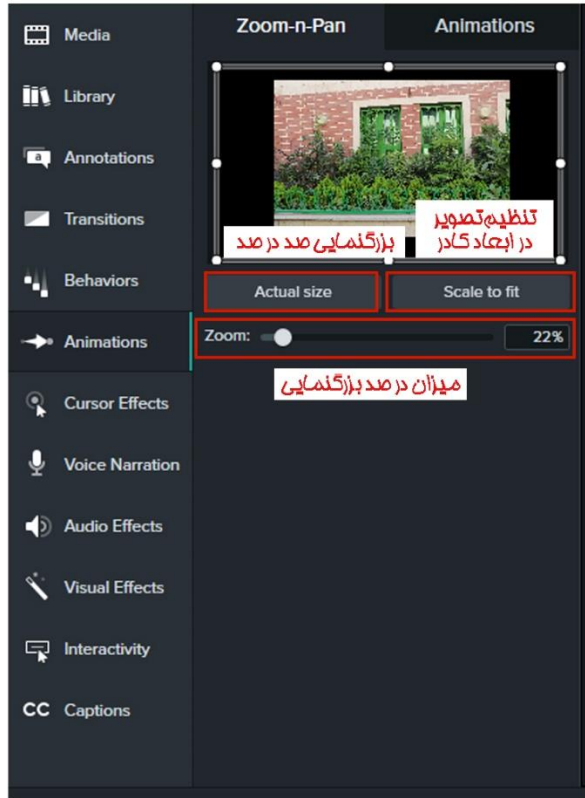 Media
Library
Annotations
Transitions
Behaviors
Animations
Cursor Effects
Voice Narration
Audio Effects
Visual Effects
Interactivity
CC Captions
Zoom-n-Pan
Animations
تنظیم تصویر
در ابعاد کادر
بزرگنمایی صد در صد
Actual size
Scale to fit
Zoom: 22%
میزان درصد بزرگنمایی